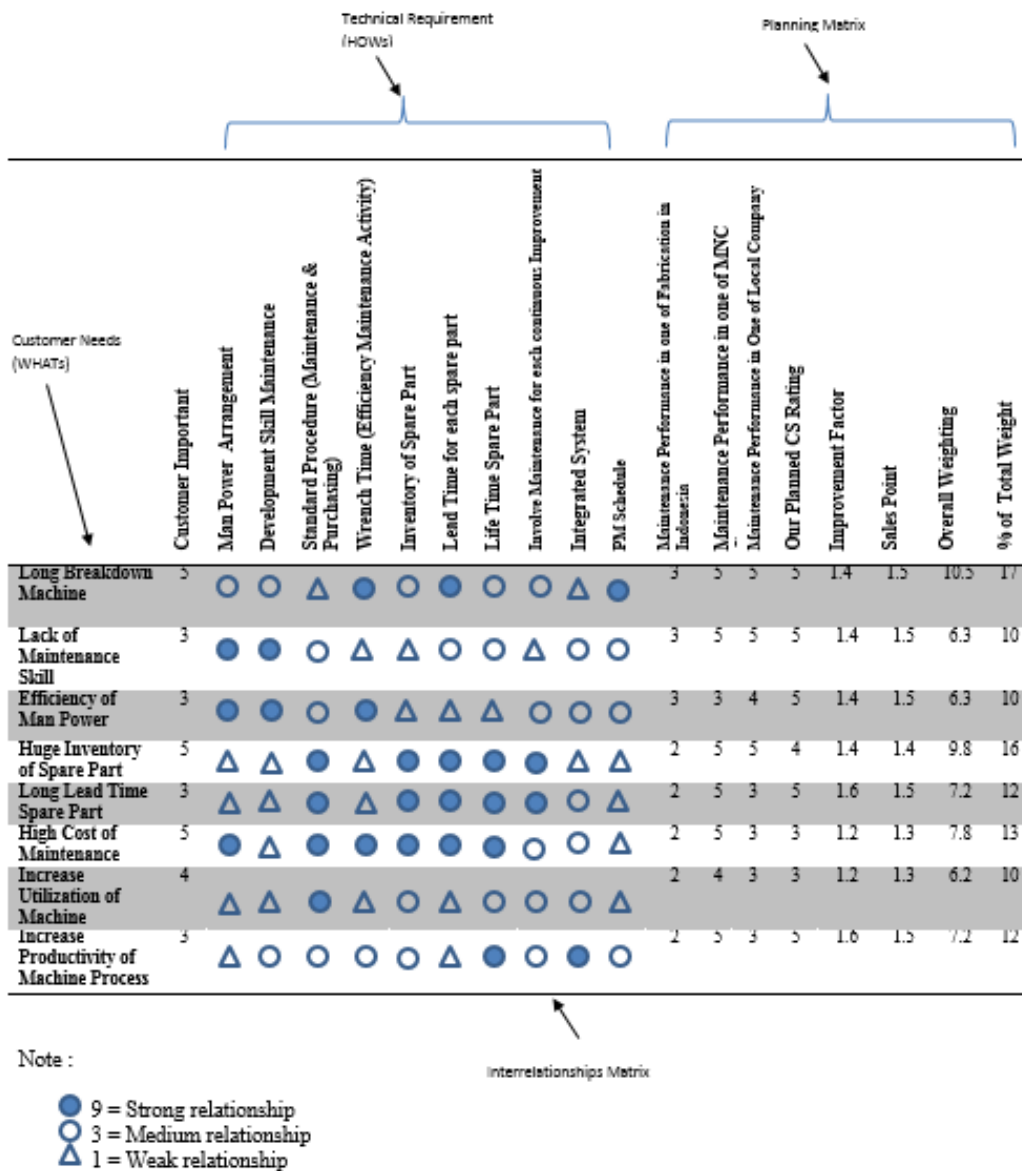 Technical Requirement
(HOWs)
Planning Matrix
Customer Needs
(WHATs)
Customer Important
Man Power Arrangement
Development Skill Maintenance
Standard Procedure (Maintenance &
Purchasing)
Wrench Time (Efficiency Maintenance Activity)
Inventory of Spare Part
Lead Time for each spare part
Life Time Spare Part
Involve Maintenance for each continuous Improvement
Integrated System
PM Schedule
Maintenance Performance in one of Fabrication in
Indonesia
Maintenance Performance in one of MNC
Maintenance Performance in One of Local Company
Our Planned CS Rating
Improvement Factor
Sales Point
Overall Weighting
% of Total Weight
Long Breakdown 5 3 5 5 5 1.4 1.5 10.5 17
Machine
Lack of 3 3 5 5 5 1.4 1.5 6.3 10
Maintenance
Skill
Efficiency of 3 3 3 4 5 1.4 1.5 6.3 10
Man Power
Huge Inventory 5 2 5 5 4 1.4 1.4 9.8 16
of Spare Part
Long Lead Time 3 2 5 3 5 1.6 1.5 7.2 12
Spare Part
High Cost of 5 2 5 3 3 1.2 1.3 7.8 13
Maintenance
Increase 4 2 4 3 3 1.2 1.3 6.2 10
Utilization of
Machine
Increase 3 2 5 3 5 1.6 1.5 7.2 12
Productivity of
Machine Process
Interrelationships Matrix
Note :
9 = Strong relationship
3 = Medium relationship
1 = Weak relationship